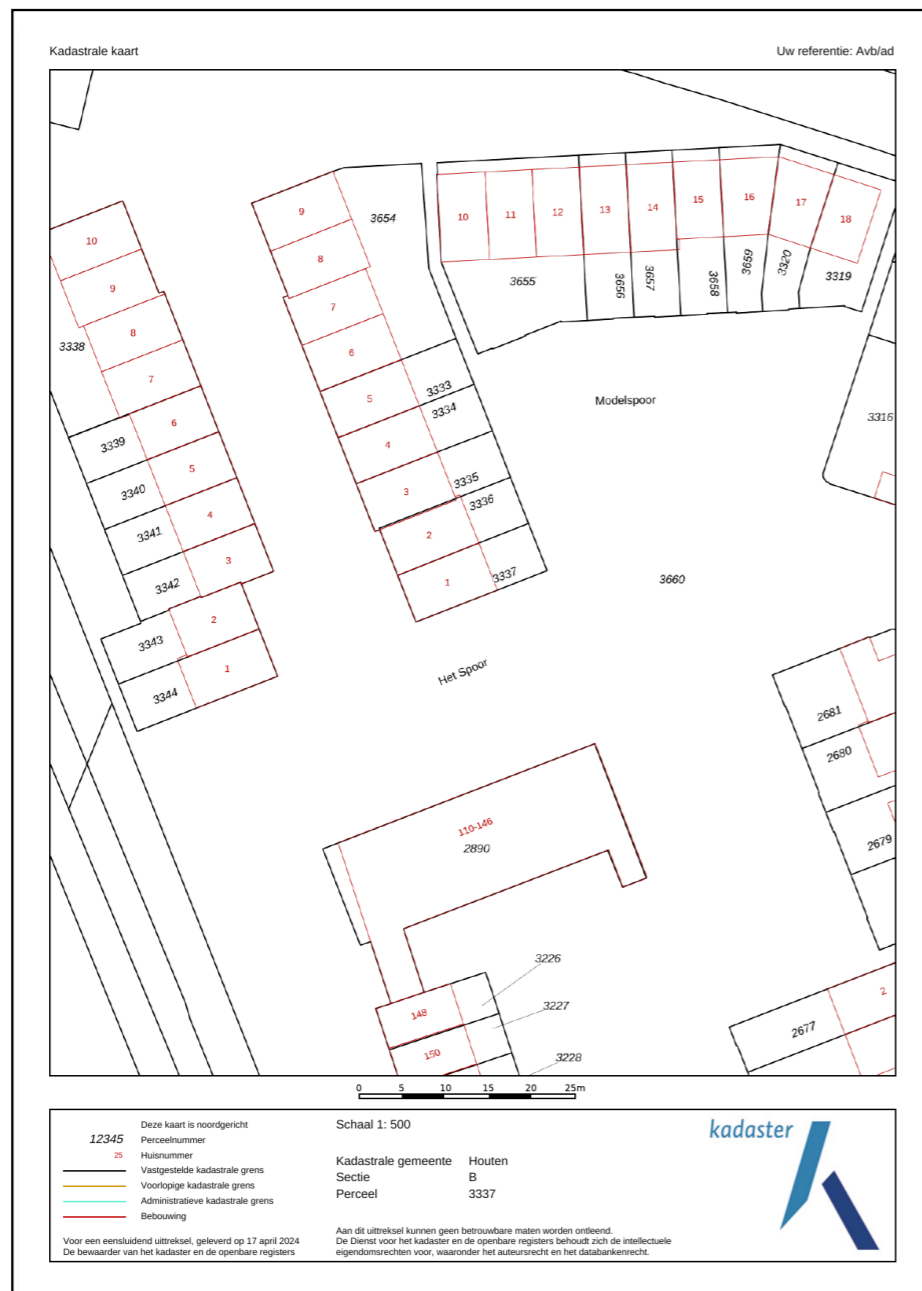 Kadastrale kaart
Uw referentie: Avb/ad
9
3654
10
11
12
13
14
15
16
17
18
10
8
3655
3656
3657
3658
3659
3320
3319
9
7
8
3338
6
7
5
3333
3334
Modelspoor
3316
6
3339
4
5
3335
3340
3
3336
4
3341
2
3
3342
1
3337
3660
2
3343
1
3344
Het Spoor
2681
2680
110-146
2890
2679
3226
148
3227
2
150
3228
2677
0 5 10 15 20 25m
Deze kaart is noordgericht
12345 Perceelnummer
25 Huisnummer
Vastgestelde kadastrale grens
Voorlopige kadastrale grens
Administratieve kadastrale grens
Bebouwing
Voor een eensluidend uittreksel, geleverd op 17 april 2024
De bewaarder van het kadaster en de openbare registers
Schaal 1: 500
Kadastrale gemeente Houten
Sectie B
Perceel 3337
Aan dit uittreksel kunnen geen betrouwbare maten worden ontleend.
De Dienst voor het kadaster en de openbare registers behoudt zich de intellectuele
eigendomsrechten voor, waaronder het auteursrecht en het databankenrecht.
kadaster